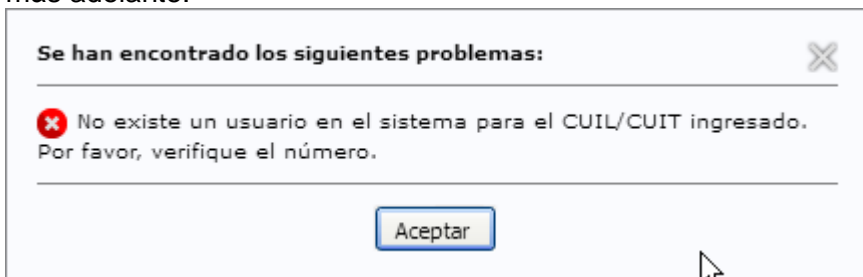 mas adelante.
Se han encontrado los siguientes problemas:
No existe un usuario en el sistema para el CUIL/CUIT ingresado.
Por favor, verifique el número.
Aceptar